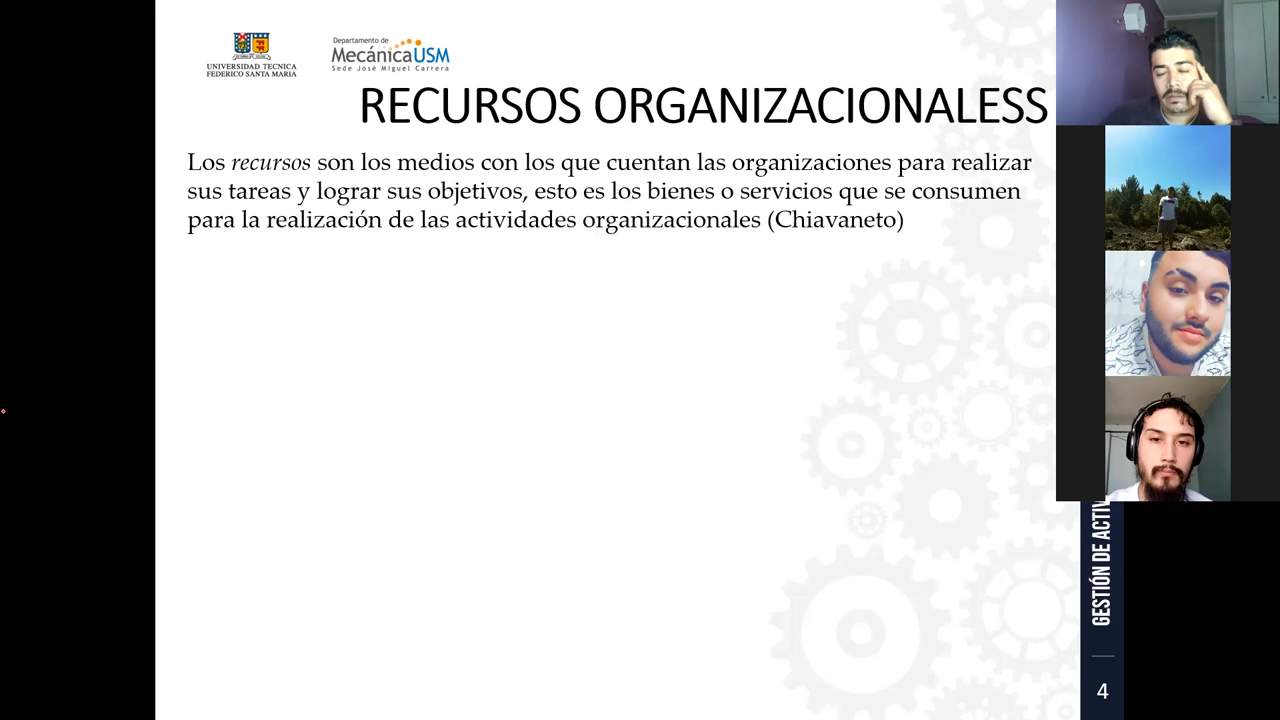 UNIVERSIDAD TECNICA
FEDERICO SANTA MARIA
Departamento de
MecánicaUSM
Sede José Miguel Carrera
RECURSOS ORGANIZACIONALESS
Los recursos son los medios con los que cuentan las organizaciones para realizar
sus tareas y lograr sus objetivos, esto es los bienes o servicios que se consumen
para la realización de las actividades organizacionales (Chiavaneto)
GESTIÓN DE ACTIV
4